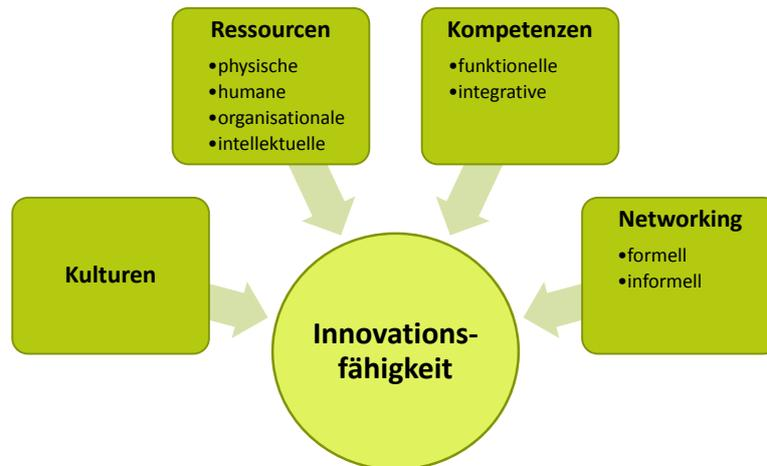 Ressourcen
•physische
•humane
•organisationale
•intellektuelle
Kompetenzen
•funktionelle
•integrative
Kulturen
Networking
•formell
•informell
Innovations-
fähigkeit